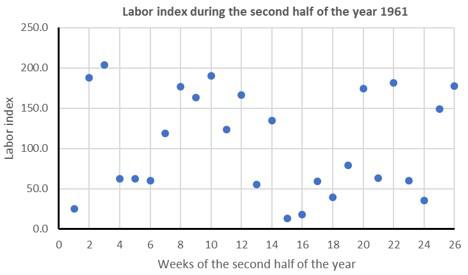 Labor index during the second half of the year 1961
250.0
200.0
150.0
100.0
50.0
0.0
Labor index
0 2 4 6 8 10 12 14 16 18 20 22 24 26
Weeks of the second half of the year